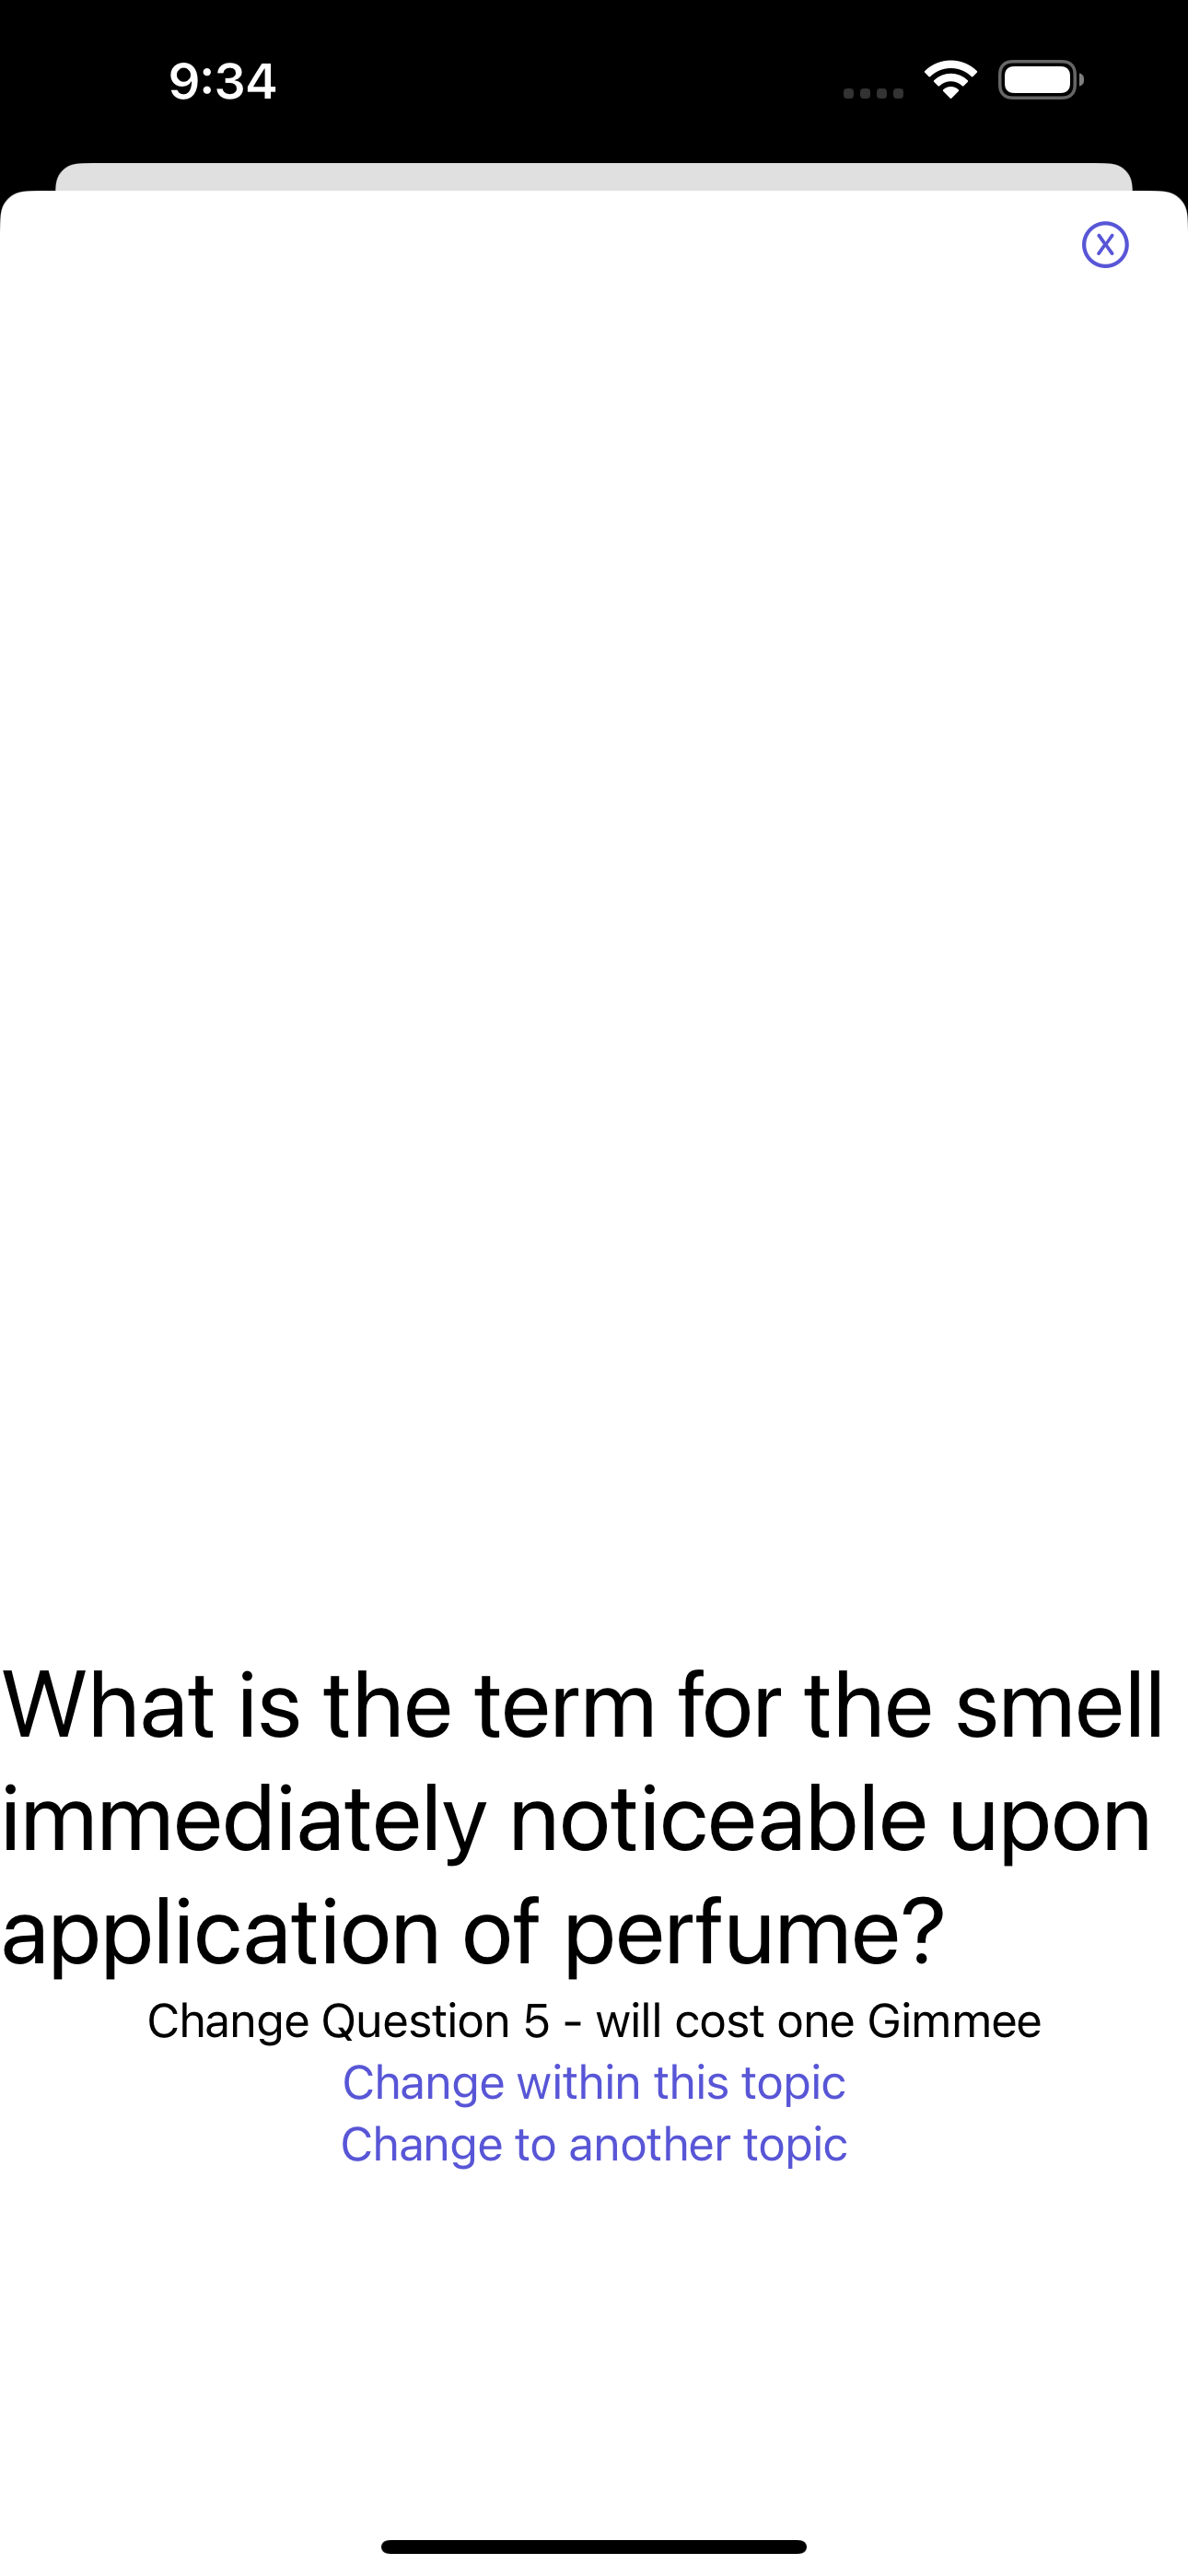 9:34
X
What is the term for the smell
immediately noticeable upon
application of perfume?
Change Question 5 - will cost one Gimmee
Change within this topic
Change to another topic